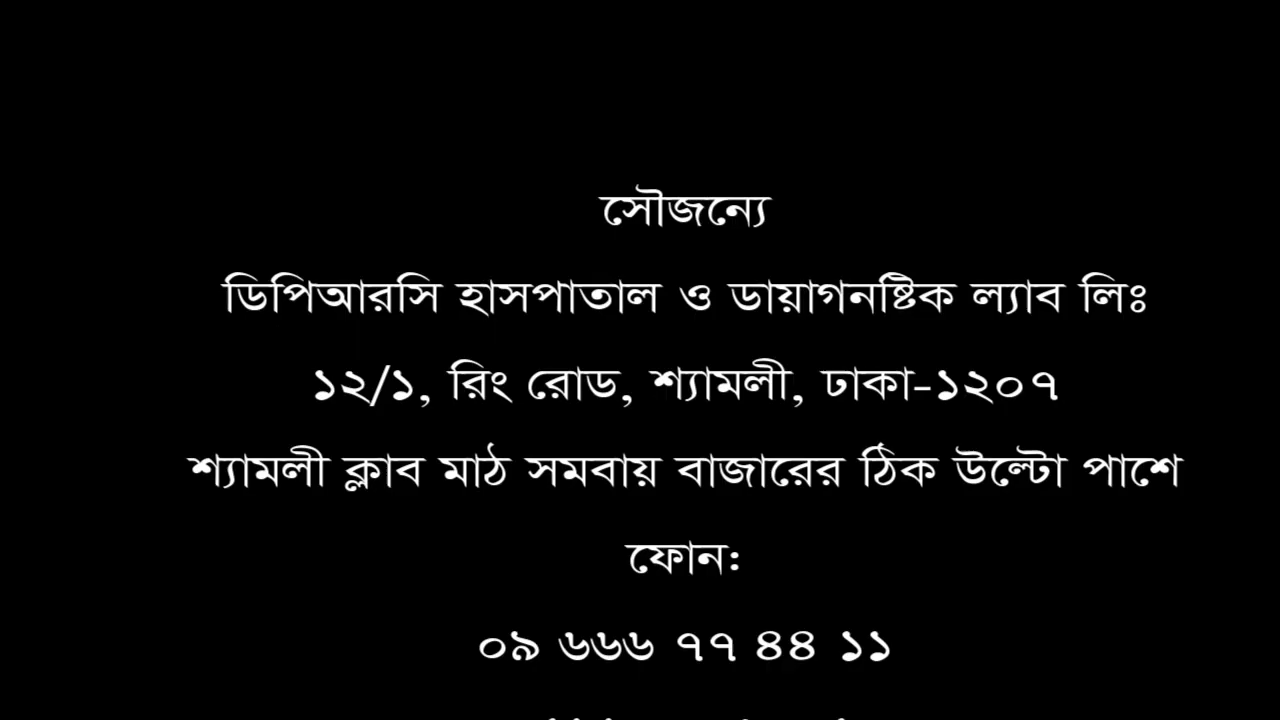 সৌজন্যে
ডিপিআরসি হাসপাতাল ও ডায়াগনষ্টিক ল্যাব লিঃ
১২/১, রিং রোড, শ্যামলী, ঢাকা-১২০৭
শ্যামলী ক্লাব মাঠ সমবায় বাজারের ঠিক উল্টো পাশে
ফোন:
০৯ ৬৬৬ ৭৭ ৪৪ ১১